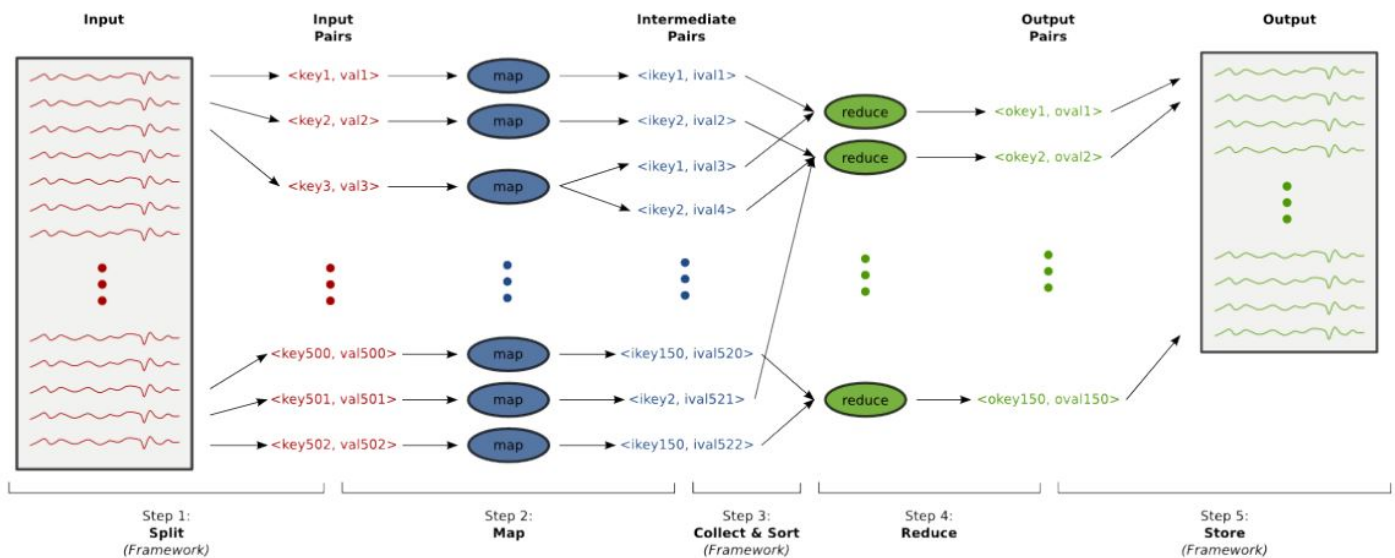 Input
Input
Pairs
Intermediate
Pairs
Output
Pairs
Output
<key1, val1>
map
<ikey1, ival1>
reduce
<okey1, oval1>
<key2, val2>
map
<ikey2, ival2>
reduce
<okey2, oval2>
<key3, val3>
map
<ikey1, ival3>
<ikey2, ival4>
<key500, val500>
map
<ikey150, ival520>
<key501, val501>
map
<ikey2, ival521>
reduce
<okey150, oval150>
<key502, val502>
map
<ikey150, ival522>
Step 1:
Split
(Framework)
Step 2:
Map
Step 3:
Collect & Sort
(Framework)
Step 4:
Reduce
Step 5:
Store
(Framework)